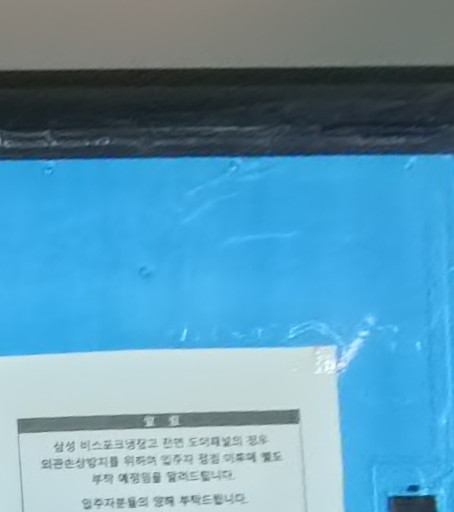 알 림
삼성 비스포크냉장고 전면 도어패널의 경우
외관손상방지를 위하여 입주자 점검 이후에 별도
부착 예정임을 알려드립니다.
입주자분들의 양해 부탁드립니다.